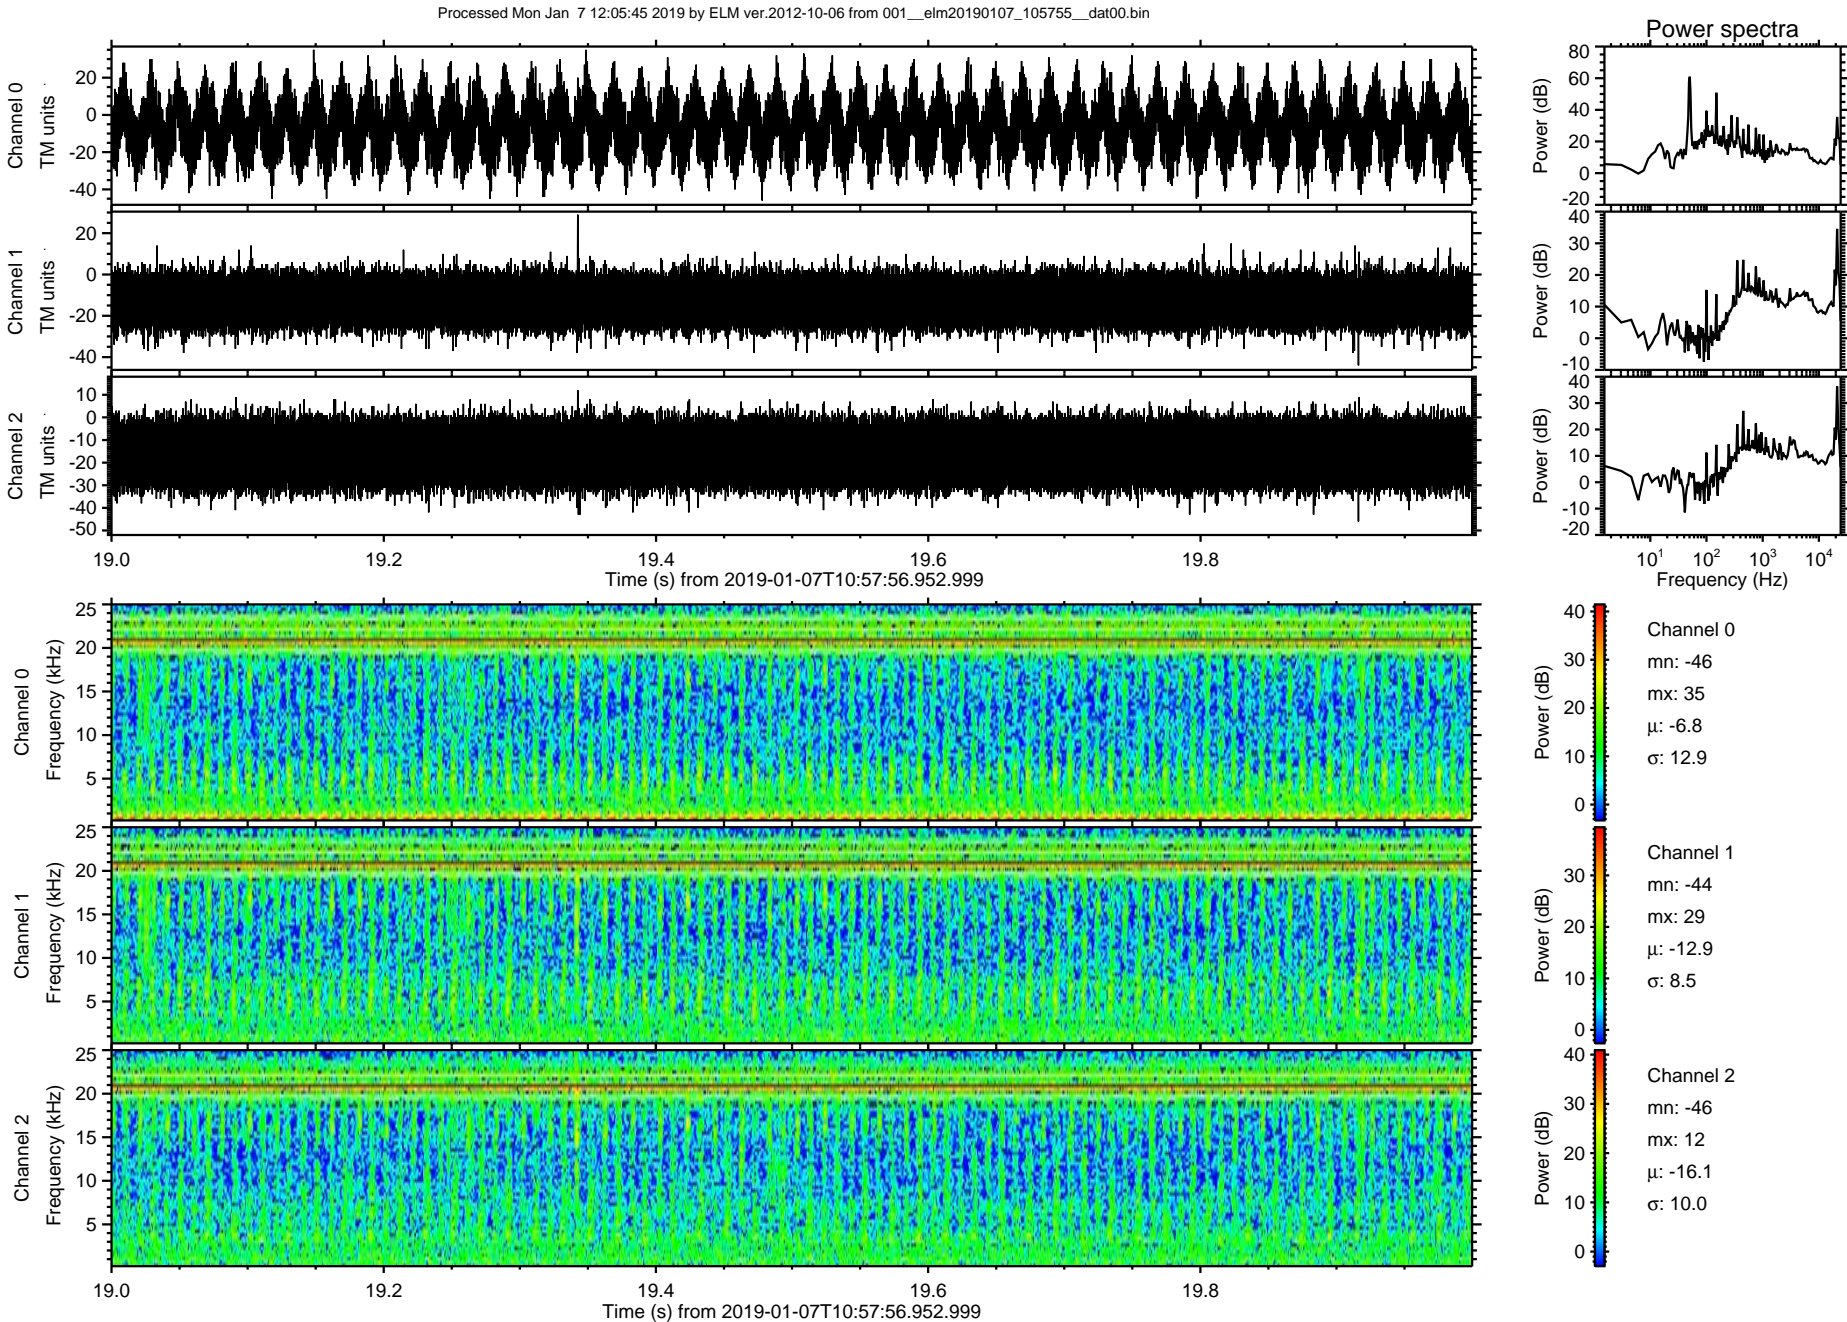 Processed Mon Jan  7 12:05:45 2019 by ELM ver.2012-10-06 from 001__elm20190107_105755__dat00.bin
Power spectra
Channel 0
TM units
20
0
-20
-40
Power (dB)
80
60
40
20
0
-20
Channel 1
TM units
20
0
-20
-40
Power (dB)
40
30
20
10
0
-10
Channel 2
TM units
10
0
-10
-20
-30
-40
-50
Power (dB)
40
30
20
10
0
-10
-20
19.0 19.2 19.4 19.6 19.8
Time (s) from 2019-01-07T10:57:56.952.999
10¹ 10² 10³ 10⁴
Frequency (Hz)
Channel 0
Frequency (kHz)
25
20
15
10
5
Power (dB)
40
30
20
10
0
Channel 0
mn: -46
mx: 35
μ: -6.8
σ: 12.9
Channel 1
Frequency (kHz)
25
20
15
10
5
Power (dB)
30
20
10
0
Channel 1
mn: -44
mx: 29
μ: -12.9
σ: 8.5
Channel 2
Frequency (kHz)
25
20
15
10
5
Power (dB)
40
30
20
10
0
Channel 2
mn: -46
mx: 12
μ: -16.1
σ: 10.0
19.0 19.2 19.4 19.6 19.8
Time (s) from 2019-01-07T10:57:56.952.999